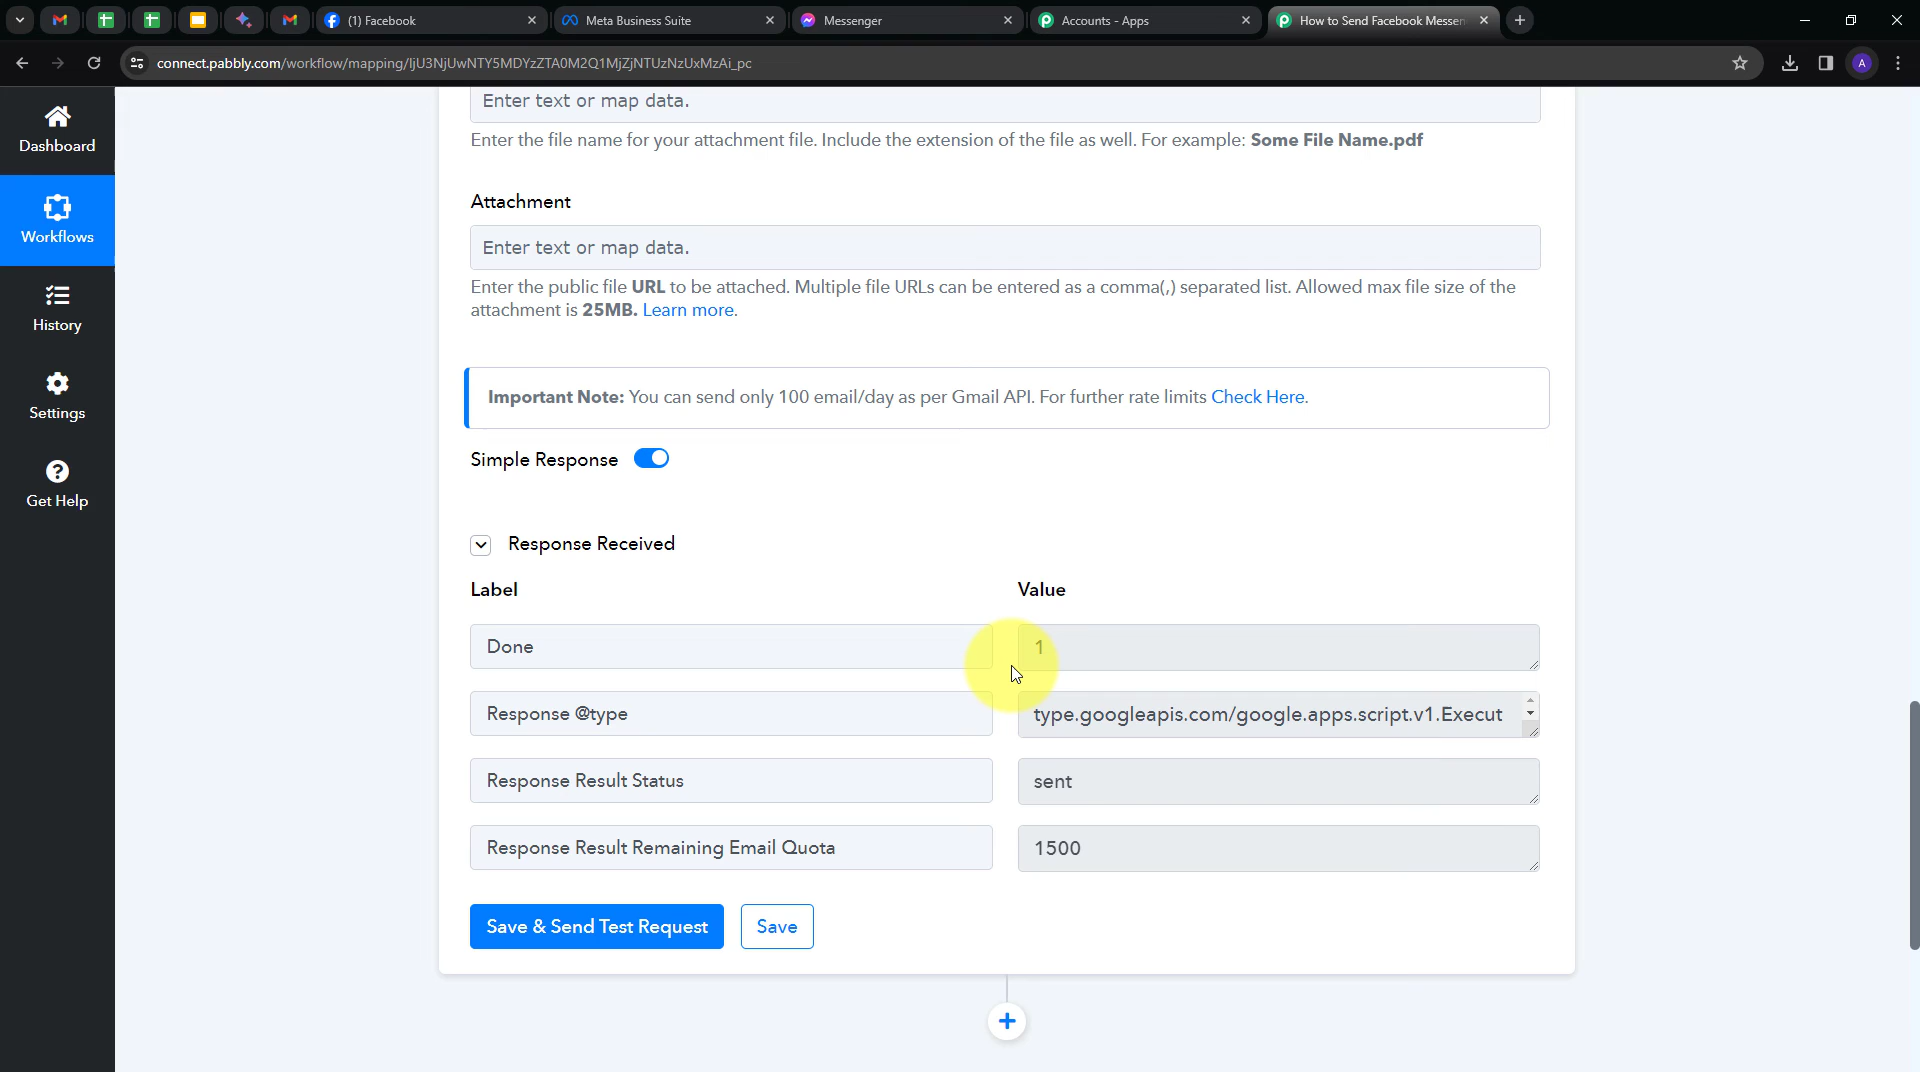 (1) Facebook
Meta Business Suite
Messenger
Accounts - Apps
How to Send Facebook Messen
connect.pabbly.com/workflow/mapping/IjU3NjUwNTY5MDYzZTA0M2Q1MjZjNTUzNzUxMzAi_pc
A
Dashboard
Workflows
History
Settings
Get Help
Enter text or map data.
Enter the file name for your attachment file. Include the extension of the file as well. For example: Some File Name.pdf
Attachment
Enter text or map data.
Enter the public file URL to be attached. Multiple file URLs can be entered as a comma(,) separated list. Allowed max file size of the
attachment is 25MB. Learn more.
Important Note: You can send only 100 email/day as per Gmail API. For further rate limits Check Here.
Simple Response
Response Received
Label Value
Done 1
Response @type type.googleapis.com/google.apps.script.v1.Execut
Response Result Status sent
Response Result Remaining Email Quota 1500
Save & Send Test Request Save